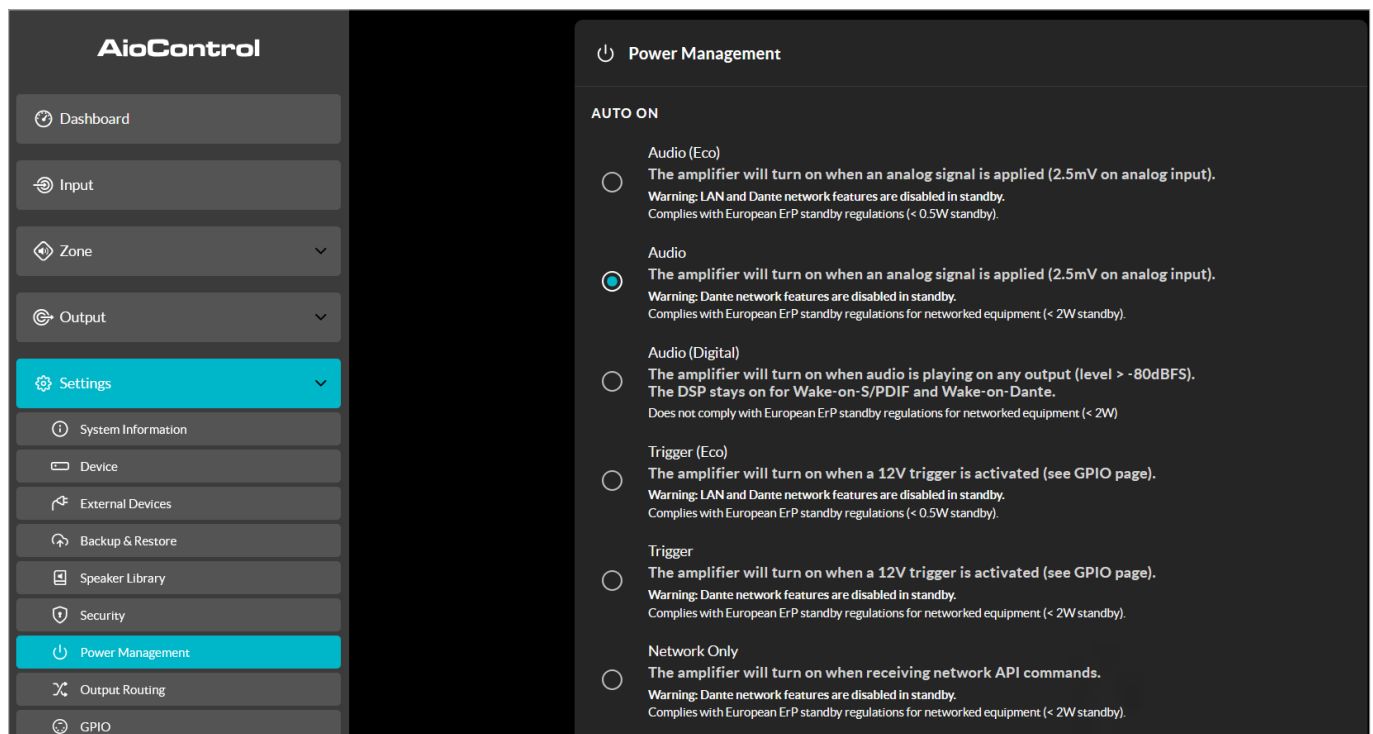 AioControl
Dashboard
Input
Zone
Output
Settings
System Information
Device
External Devices
Backup & Restore
Speaker Library
Security
Power Management
Output Routing
GPIO
Power Management
AUTO ON
Audio (Eco)
The amplifier will turn on when an analog signal is applied (2.5mV on analog input).
Warning: LAN and Dante network features are disabled in standby.
Complies with European ErP standby regulations (< 0.5W standby).
Audio
The amplifier will turn on when an analog signal is applied (2.5mV on analog input).
Warning: Dante network features are disabled in standby.
Complies with European ErP standby regulations for networked equipment (< 2W standby).
Audio (Digital)
The amplifier will turn on when audio is playing on any output (level > -80dBFS).
The DSP stays on for Wake-on-S/PDIF and Wake-on-Dante.
Does not comply with European ErP standby regulations for networked equipment (< 2W)
Trigger (Eco)
The amplifier will turn on when a 12V trigger is activated (see GPIO page).
Warning: LAN and Dante network features are disabled in standby.
Complies with European ErP standby regulations (< 0.5W standby).
Trigger
The amplifier will turn on when a 12V trigger is activated (see GPIO page).
Warning: Dante network features are disabled in standby.
Complies with European ErP standby regulations for networked equipment (< 2W standby).
Network Only
The amplifier will turn on when receiving network API commands.
Warning: Dante network features are disabled in standby.
Complies with European ErP standby regulations for networked equipment (< 2W standby).